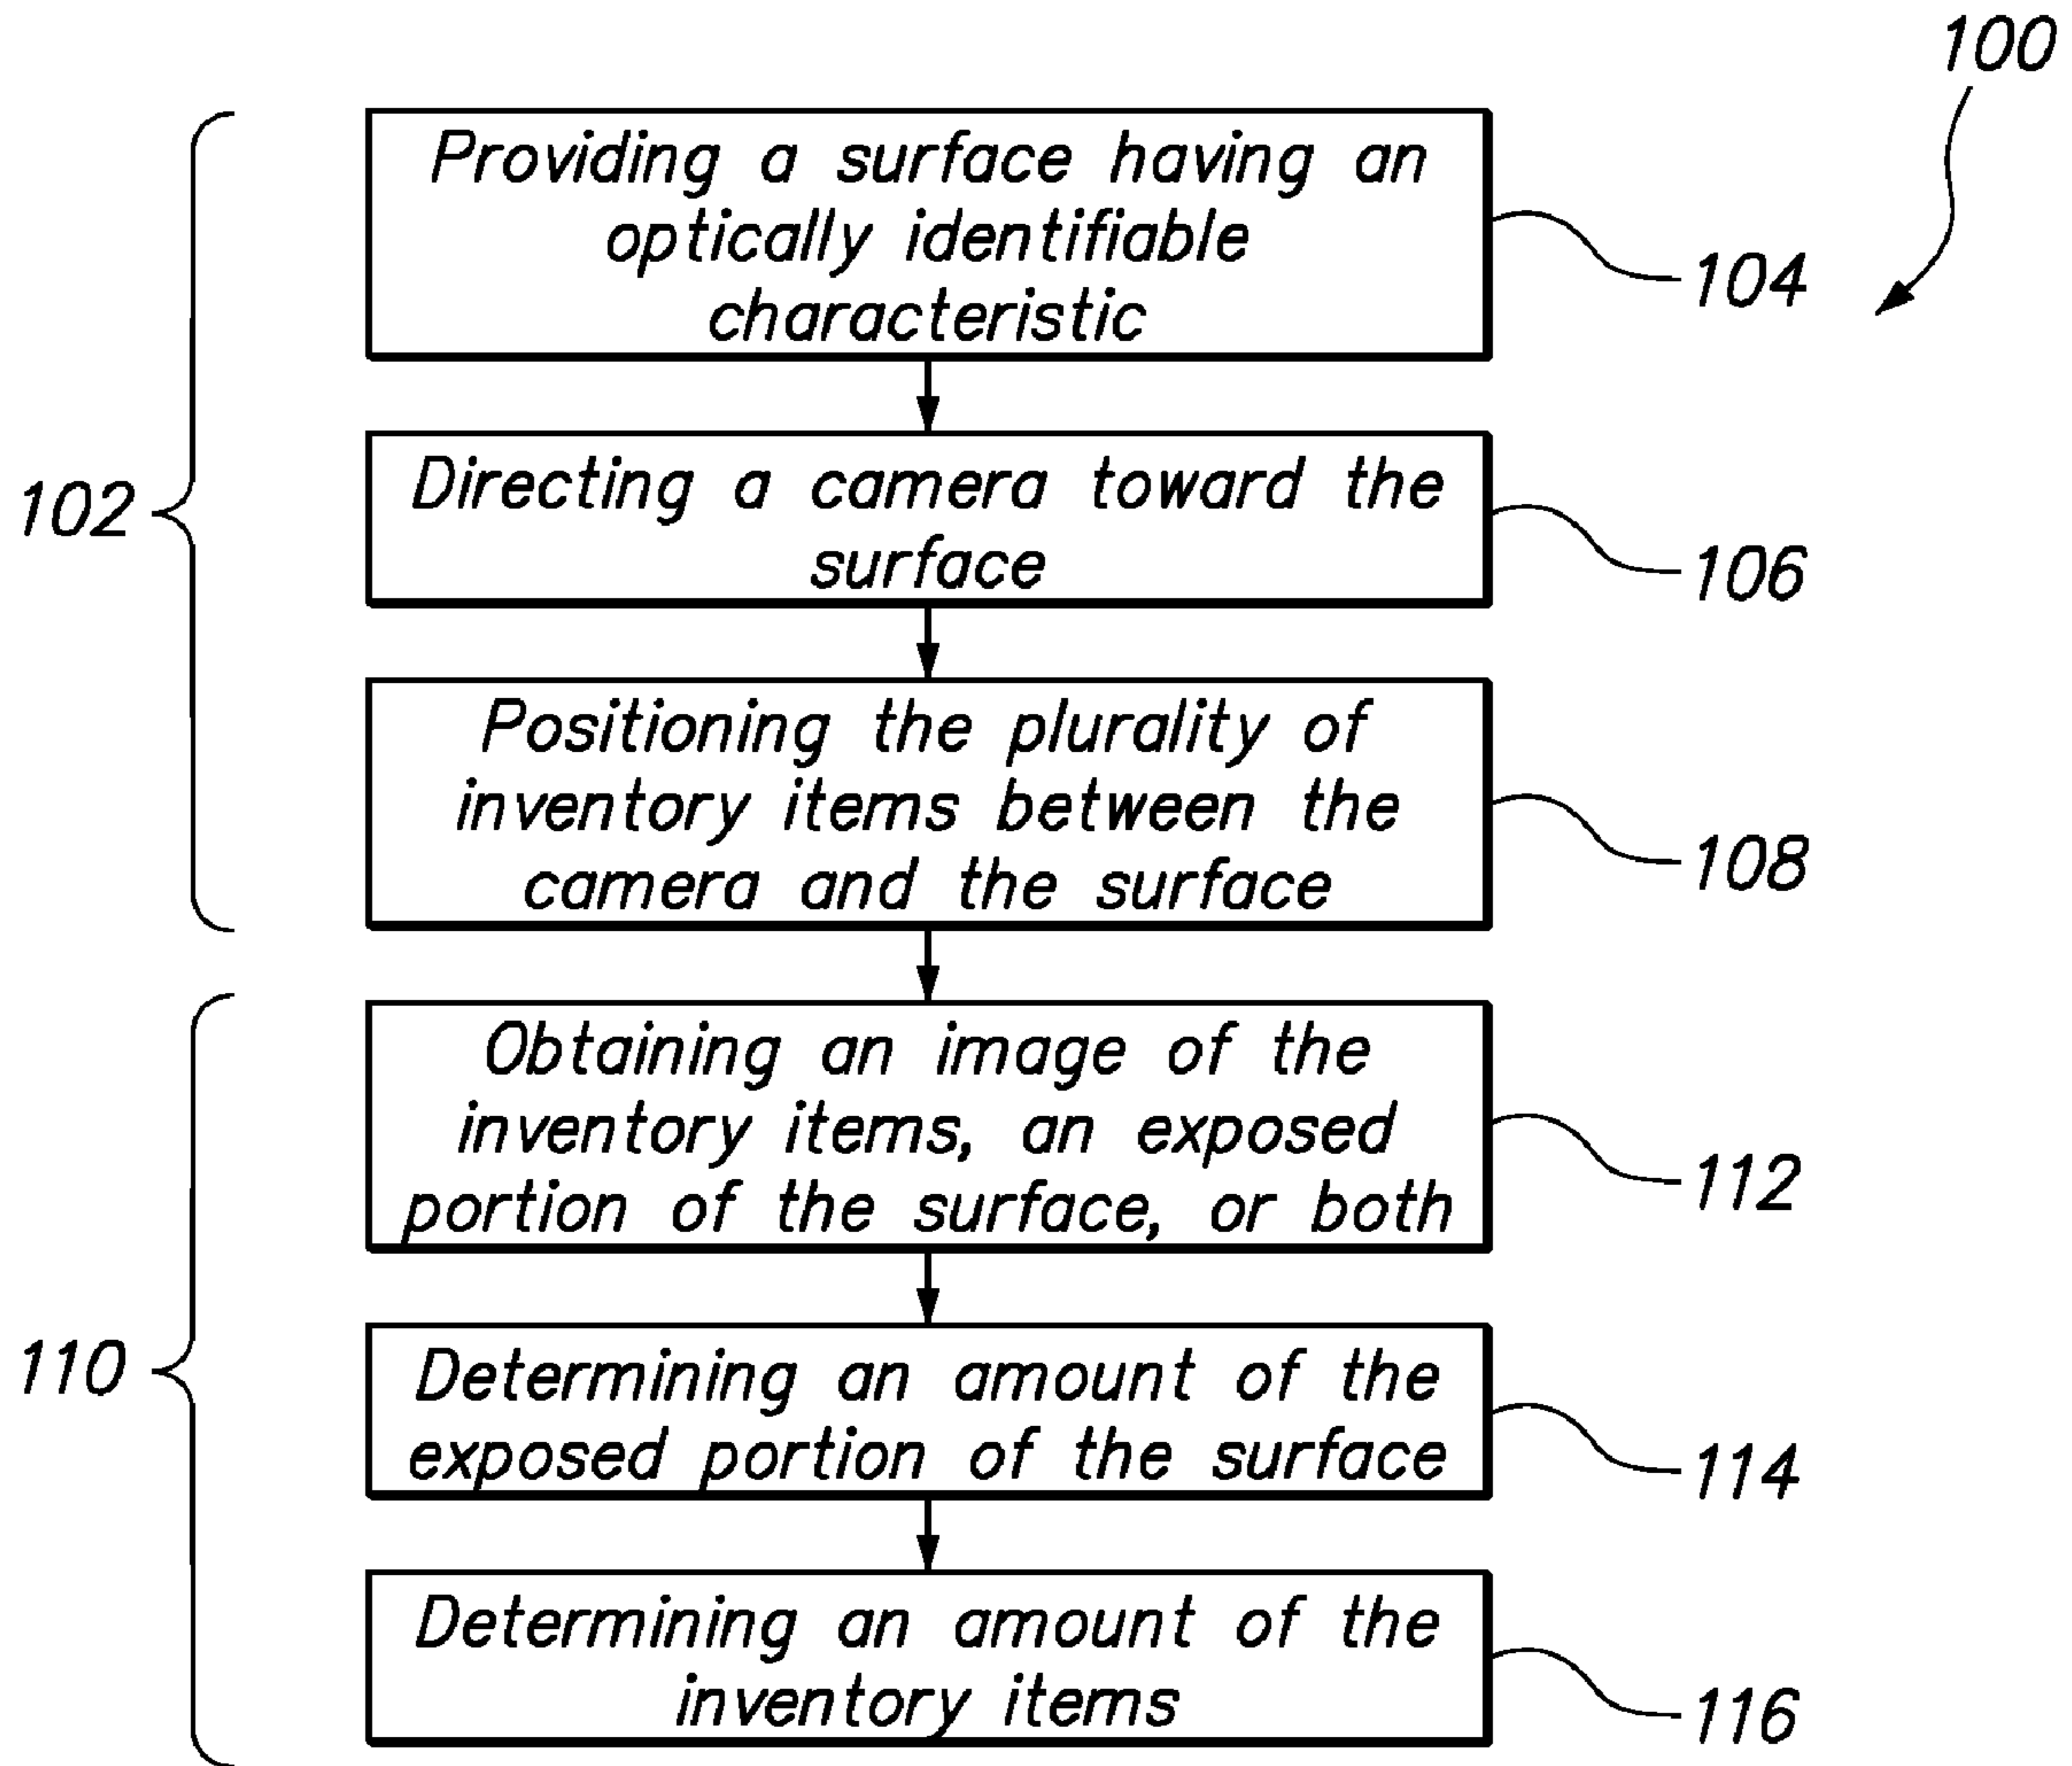 100
Providing a surface having an
optically identifiable
characteristic
104
102
Directing a camera toward the
surface
106
Positioning the plurality of
inventory items between the
camera and the surface
108
110
Obtaining an image of the
inventory items, an exposed
portion of the surface, or both
112
Determining an amount of the
exposed portion of the surface
114
Determining an amount of the
inventory items
116